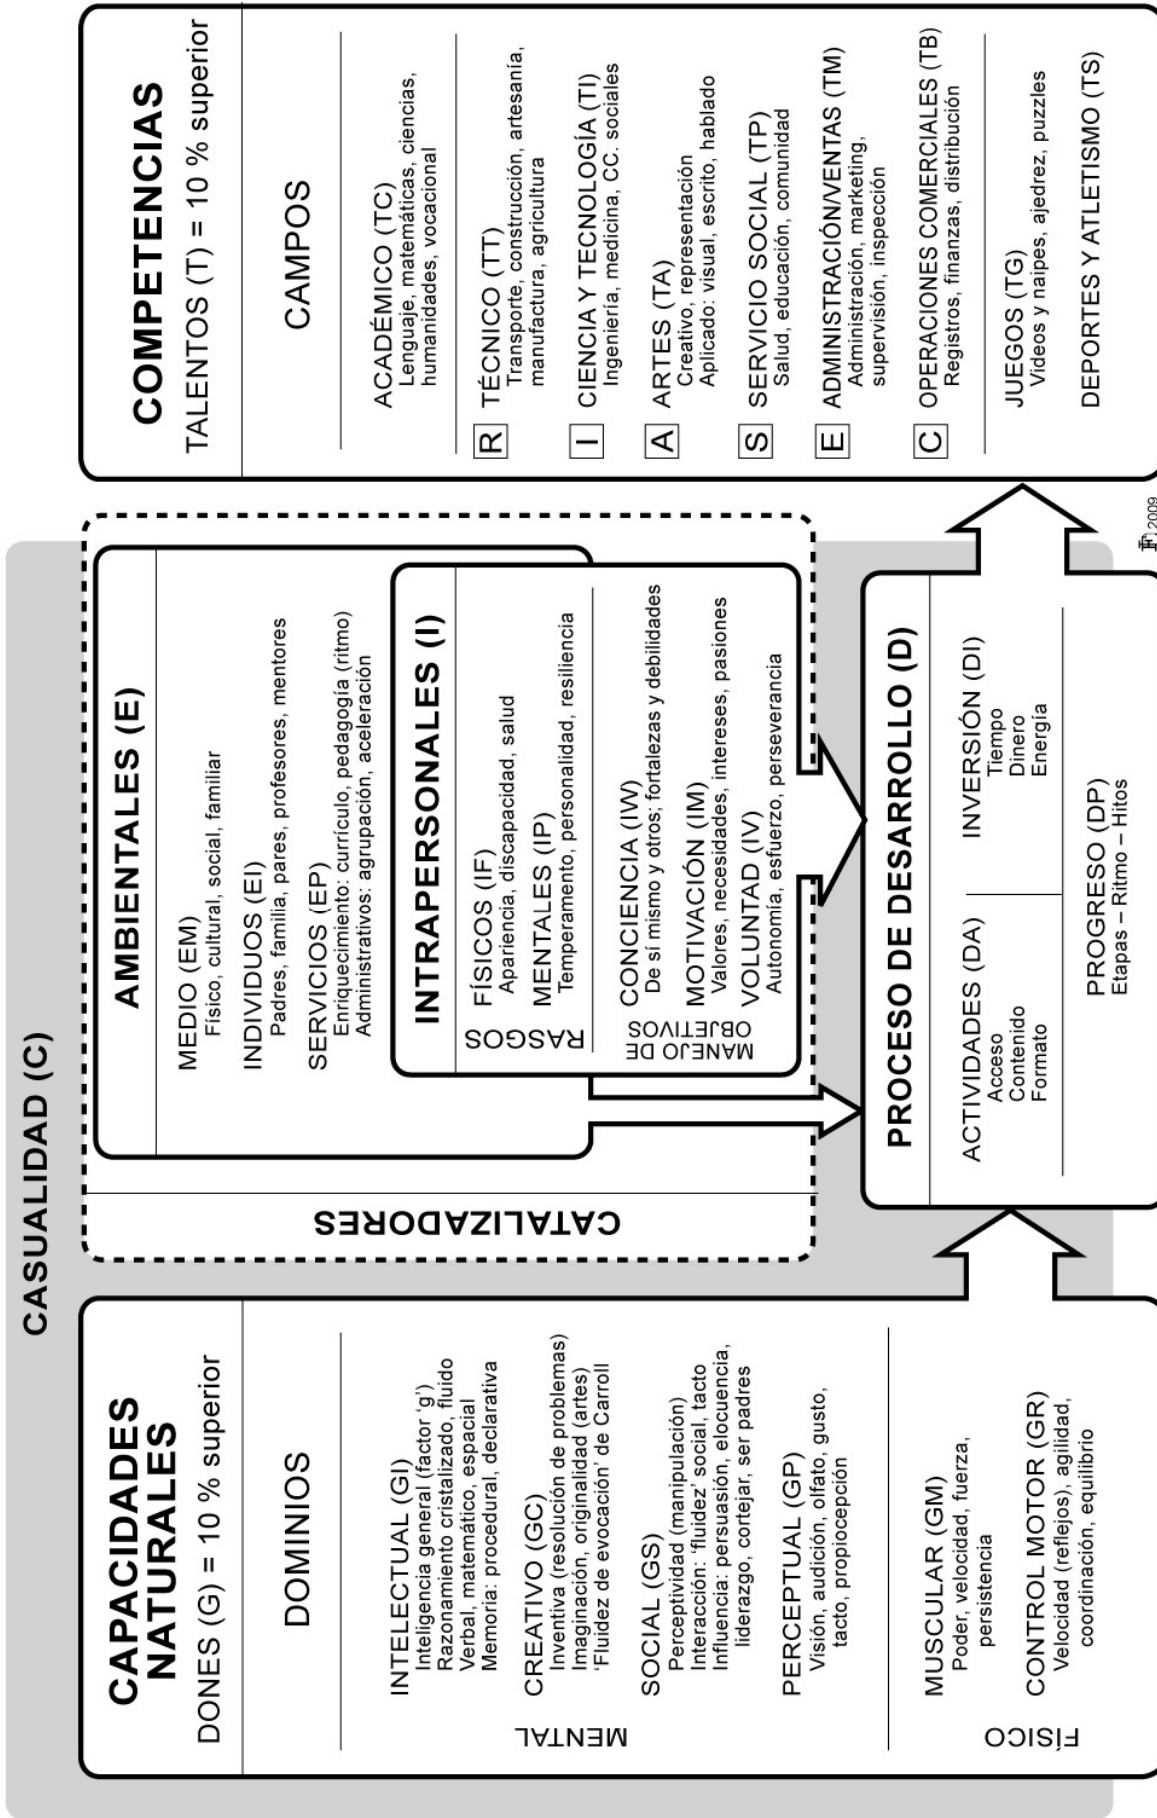 CASUALIDAD (C)
CAPACIDADES
NATURALES
DONES (G) = 10 % superior
DOMINIOS
MENTAL
INTELECTUAL (GI)
Inteligencia general (factor ‘g’)
Razonamiento cristalizado, fluido
Verbal, matemático, espacial
Memoria: procedural, declarativa
CREATIVO (GC)
Inventiva (resolución de problemas)
Imaginación, originalidad (artes)
‘Fluidez de evocación’ de Carroll
SOCIAL (GS)
Perceptividad (manipulación)
Interacción: ‘fluidez’ social, tacto
Influencia: persuasión, elocuencia,
liderazgo, cortejar, ser padres
PERCEPTUAL (GP)
Visión, audición, olfato, gusto,
tacto, propiocepción
FÍSICO
MUSCULAR (GM)
Poder, velocidad, fuerza,
persistencia
CONTROL MOTOR (GR)
Velocidad (reflejos), agilidad,
coordinación, equilibrio
CATALIZADORES
AMBIENTALES (E)
MEDIO (EM)
Físico, cultural, social, familiar
INDIVIDUOS (EI)
Padres, familia, pares, profesores, mentores
SERVICIOS (EP)
Enriquecimiento: currículo, pedagogía (ritmo)
Administrativos: agrupación, aceleración
INTRAPERSONALES (I)
RASGOS
FÍSICOS (IF)
Apariencia, discapacidad, salud
MENTALES (IP)
Temperamento, personalidad, resiliencia
MANEJO DE
OBJETIVOS
CONCIENCIA (IW)
De sí mismo y otros; fortalezas y debilidades
MOTIVACIÓN (IM)
Valores, necesidades, intereses, pasiones
VOLUNTAD (IV)
Autonomía, esfuerzo, perseverancia
PROCESO DE DESARROLLO (D)
ACTIVIDADES (DA)
Acceso
Contenido
Formato
INVERSIÓN (DI)
Tiempo
Dinero
Energía
PROGRESO (DP)
Etapas – Ritmo – Hitos
COMPETENCIAS
TALENTOS (T) = 10 % superior
CAMPOS
ACADÉMICO (TC)
Lenguaje, matemáticas, ciencias,
humanidades, vocacional
R TÉCNICO (TT)
Transporte, construcción, artesanía,
manufactura, agricultura
I CIENCIA Y TECNOLOGÍA (TI)
Ingeniería, medicina, CC. sociales
A ARTES (TA)
Creativo, representación
Aplicado: visual, escrito, hablado
S SERVICIO SOCIAL (TP)
Salud, educación, comunidad
E ADMINISTRACIÓN/VENTAS (TM)
Administración, marketing,
supervisión, inspección
C OPERACIONES COMERCIALES (TB)
Registros, finanzas, distribución
JUEGOS (TG)
Videos y naipes, ajedrez, puzzles
DEPORTES Y ATLETISMO (TS)
2009